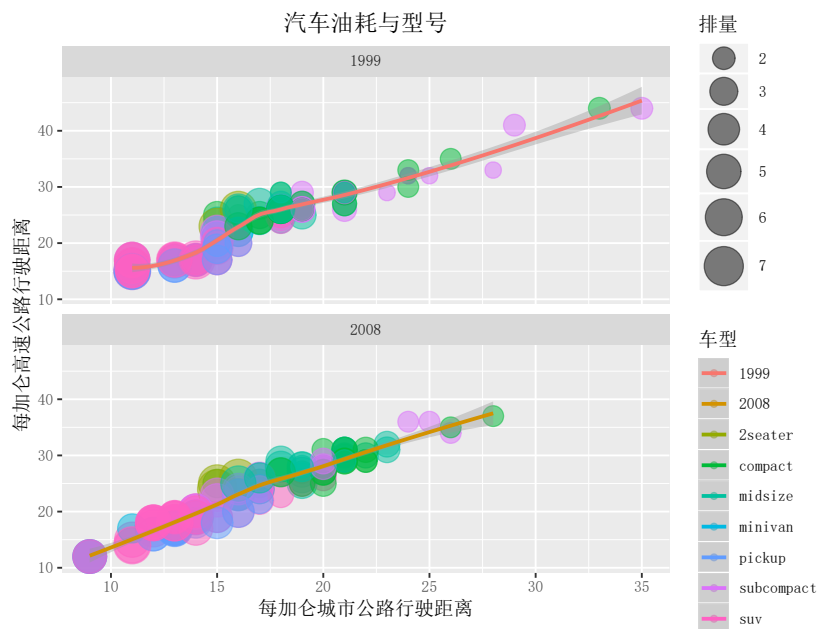 汽车油耗与型号
1999
40
30
20
10
2008
40
30
20
10
10
15
20
25
30
35
每加仑城市公路行驶距离
每加仑高速公路行驶距离
排量
2
3
4
5
6
7
车型
1999
2008
2seater
compact
midsize
minivan
pickup
subcompact
suv